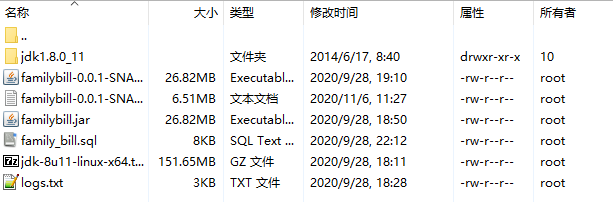 名称 大小 类型 修改时间 属性 所有者
..
jdk1.8.0_11 文件夹 2014/6/17, 8:40 drwxr-xr-x 10
familybill-0.0.1-SNA... 26.82MB Executabl... 2020/9/28, 19:10 -rw-r--r-- root
familybill-0.0.1-SNA... 6.51MB 文本文档 2020/11/6, 11:27 -rw-r--r-- root
familybill.jar 26.82MB Executabl... 2020/9/28, 18:50 -rw-r--r-- root
family_bill.sql 8KB SQL Text ... 2020/9/28, 22:12 -rw-r--r-- root
jdk-8u11-linux-x64.t... 151.65MB GZ 文件 2020/9/28, 18:11 -rw-r--r-- root
logs.txt 3KB TXT 文件 2020/9/28, 18:28 -rw-r--r-- root